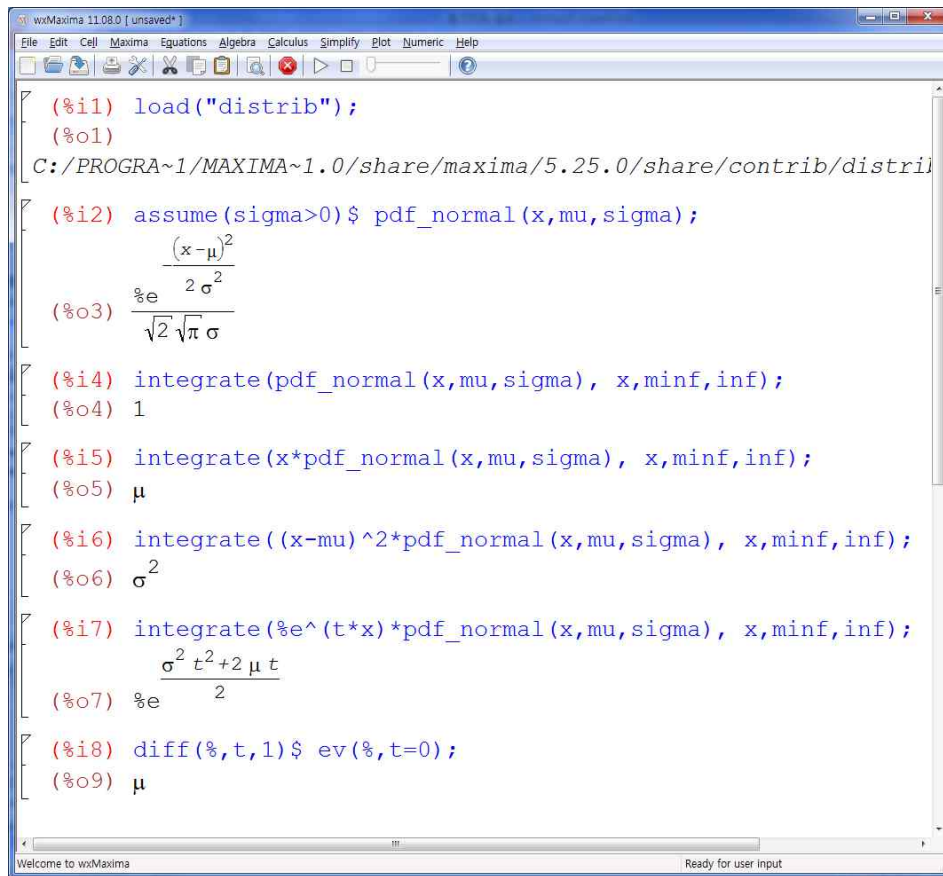 wxMaxima 11.08.0 [ unsaved* ]
File Edit Cell Maxima Equations Algebra Calculus Simplify Plot Numeric Help
(%i1) load("distrib");
(%o1)
C:/PROGRA~1/MAXIMA~1.0/share/maxima/5.25.0/share/contrib/distrib
(%i2) assume(sigma>0)$ pdf_normal(x,mu,sigma);
(%o3) %e^(-(x-μ)²/(2 σ²))/(√2 √π σ)
(%i4) integrate(pdf_normal(x,mu,sigma), x,minf,inf);
(%o4) 1
(%i5) integrate(x*pdf_normal(x,mu,sigma), x,minf,inf);
(%o5) μ
(%i6) integrate((x-mu)^2*pdf_normal(x,mu,sigma), x,minf,inf);
(%o6) σ²
(%i7) integrate(%e^(t*x)*pdf_normal(x,mu,sigma), x,minf,inf);
(%o7) %e^((σ² t²+2 μ t)/2)
(%i8) diff(%,t,1)$ ev(%,t=0);
(%o9) μ
Welcome to wxMaxima Ready for user input